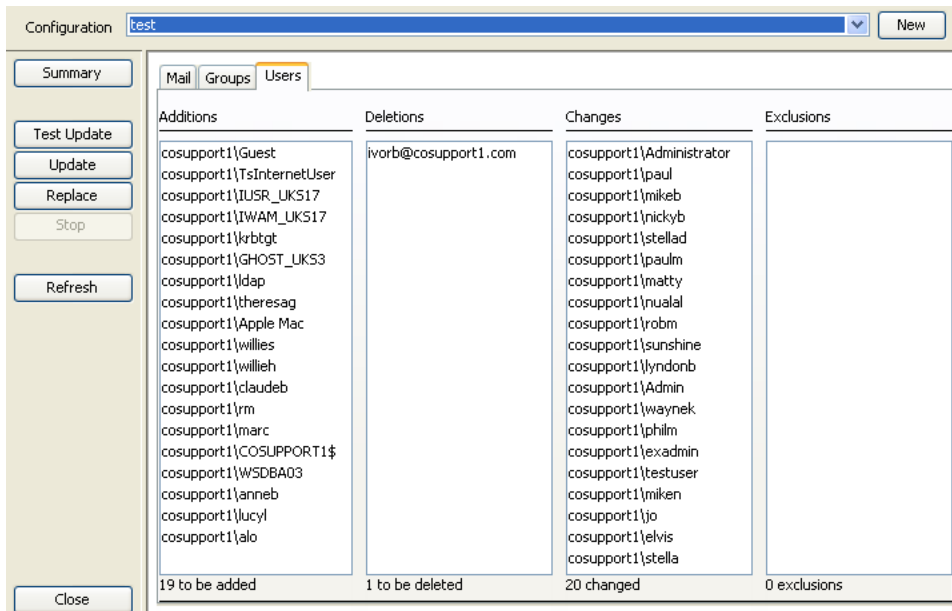 Configuration test New
Summary
Test Update
Update
Replace
Stop
Refresh
Close
Mail Groups Users
Additions
cosupport1\Guest
cosupport1\TsInternetUser
cosupport1\IUSR_UKS17
cosupport1\IWAM_UKS17
cosupport1\krbtgt
cosupport1\GHOST_UKS3
cosupport1\ldap
cosupport1\theresag
cosupport1\Apple Mac
cosupport1\willies
cosupport1\willieh
cosupport1\claudeb
cosupport1\rm
cosupport1\marc
cosupport1\COSUPPORT1$
cosupport1\WSDBA03
cosupport1\anneb
cosupport1\lucyl
cosupport1\alo
19 to be added
Deletions
ivorb@cosupport1.com
1 to be deleted
Changes
cosupport1\Administrator
cosupport1\paul
cosupport1\mikeb
cosupport1\nickyb
cosupport1\stellad
cosupport1\paulm
cosupport1\matty
cosupport1\nualal
cosupport1\robm
cosupport1\sunshine
cosupport1\lyndonb
cosupport1\Admin
cosupport1\waynek
cosupport1\philm
cosupport1\exadmin
cosupport1\testuser
cosupport1\miken
cosupport1\jo
cosupport1\elvis
cosupport1\stella
20 changed
Exclusions
0 exclusions